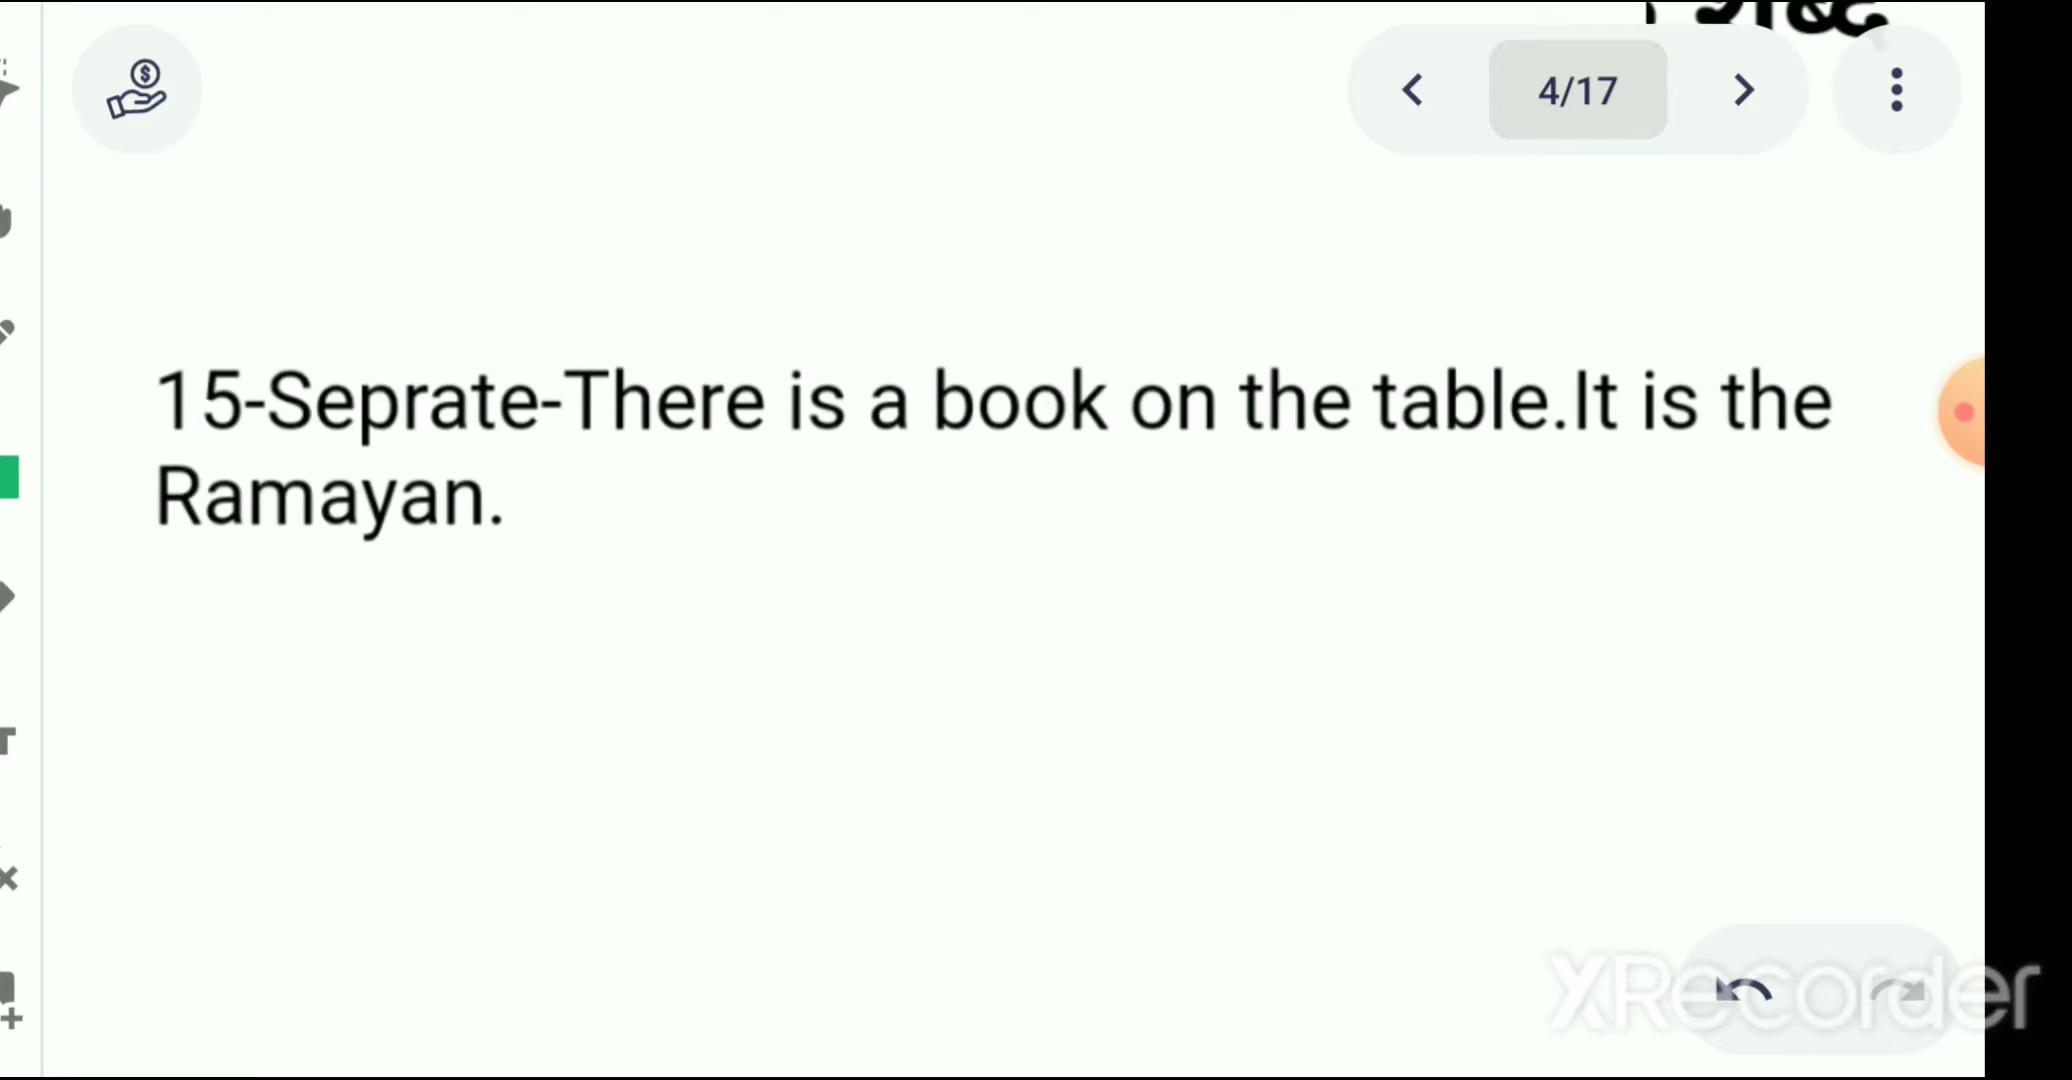 4/17
15-Seprate-There is a book on the table.It is the
Ramayan.
XRecorder